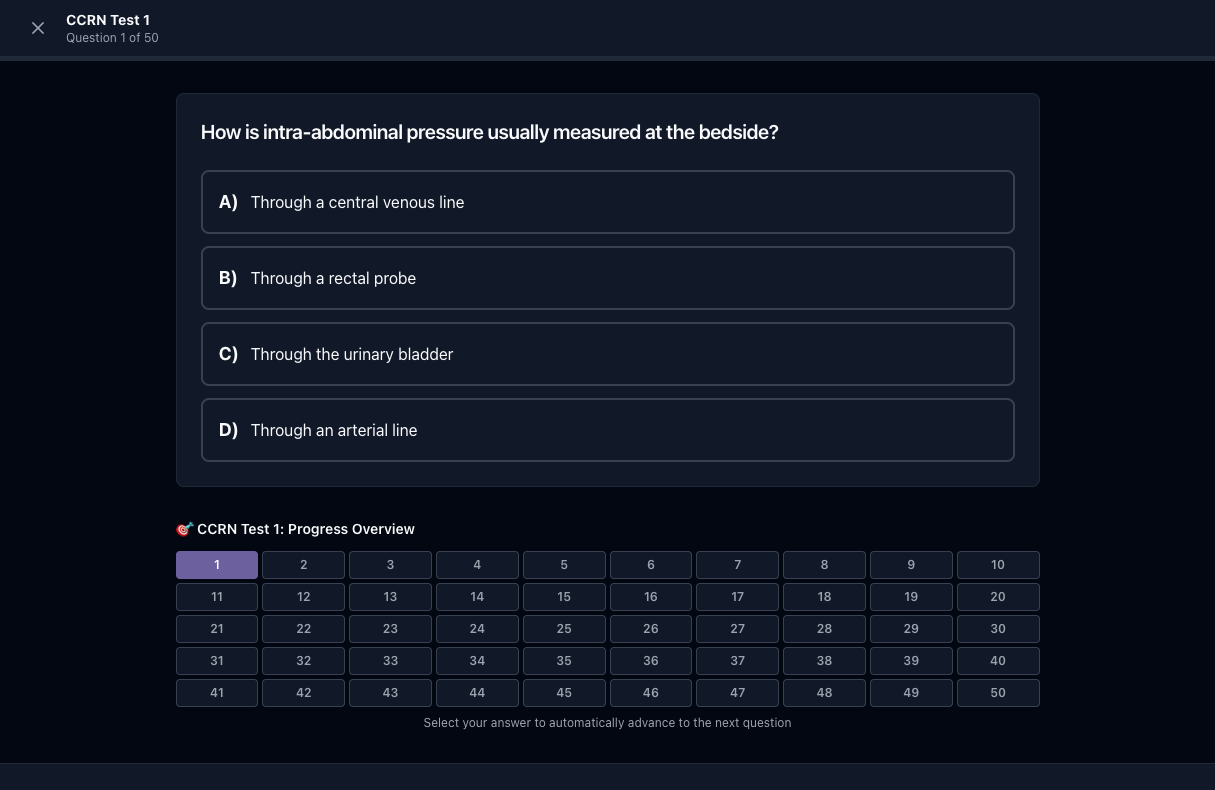 CCRN Test 1
Question 1 of 50
How is intra-abdominal pressure usually measured at the bedside?
A) Through a central venous line
B) Through a rectal probe
C) Through the urinary bladder
D) Through an arterial line
🎯 CCRN Test 1: Progress Overview
1 2 3 4 5 6 7 8 9 10
11 12 13 14 15 16 17 18 19 20
21 22 23 24 25 26 27 28 29 30
31 32 33 34 35 36 37 38 39 40
41 42 43 44 45 46 47 48 49 50
Select your answer to automatically advance to the next question